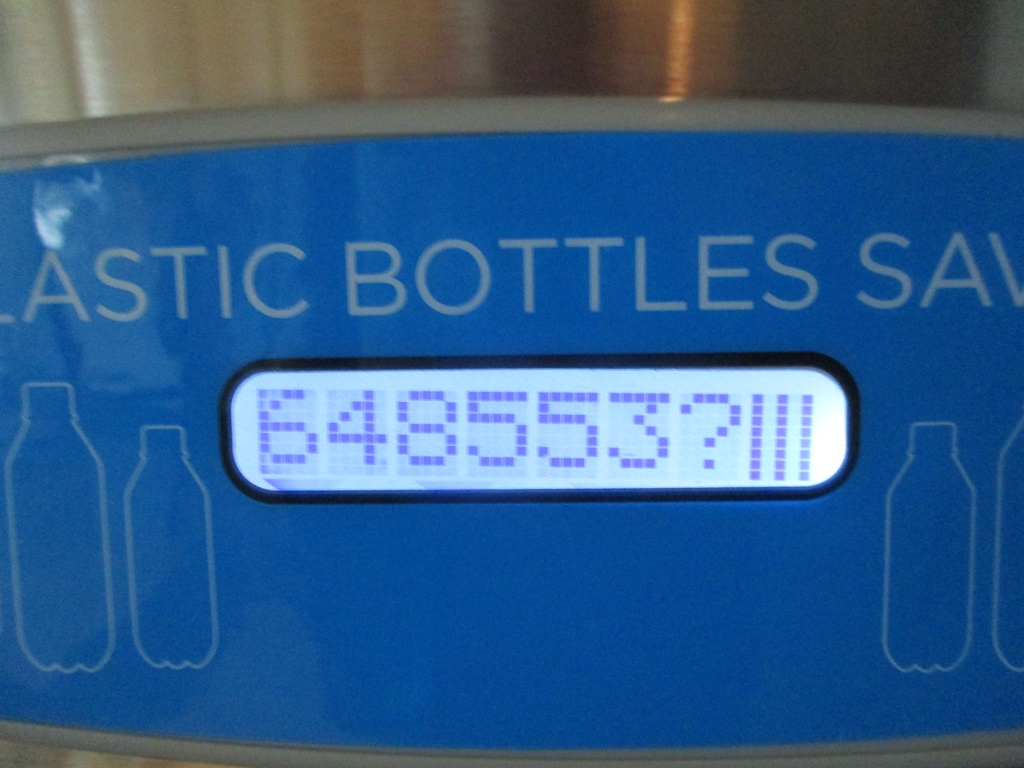 LASTIC BOTTLES SAV
648553?|||